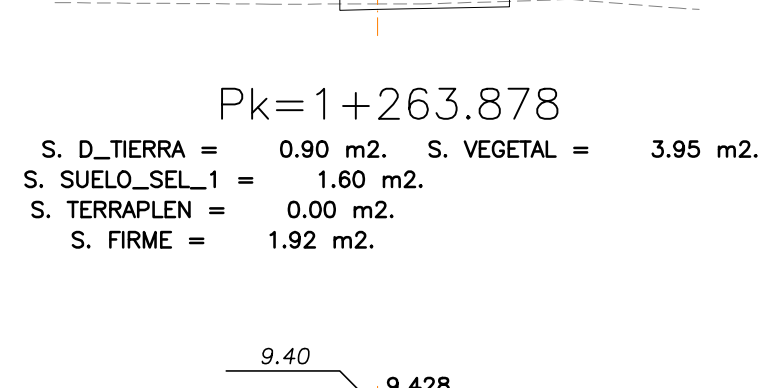 Pk=1+263.878
S. D_TIERRA = 0.90 m2. S. VEGETAL = 3.95 m2.
S. SUELO_SEL_1 = 1.60 m2.
S. TERRAPLEN = 0.00 m2.
S. FIRME = 1.92 m2.
9.40
9.428